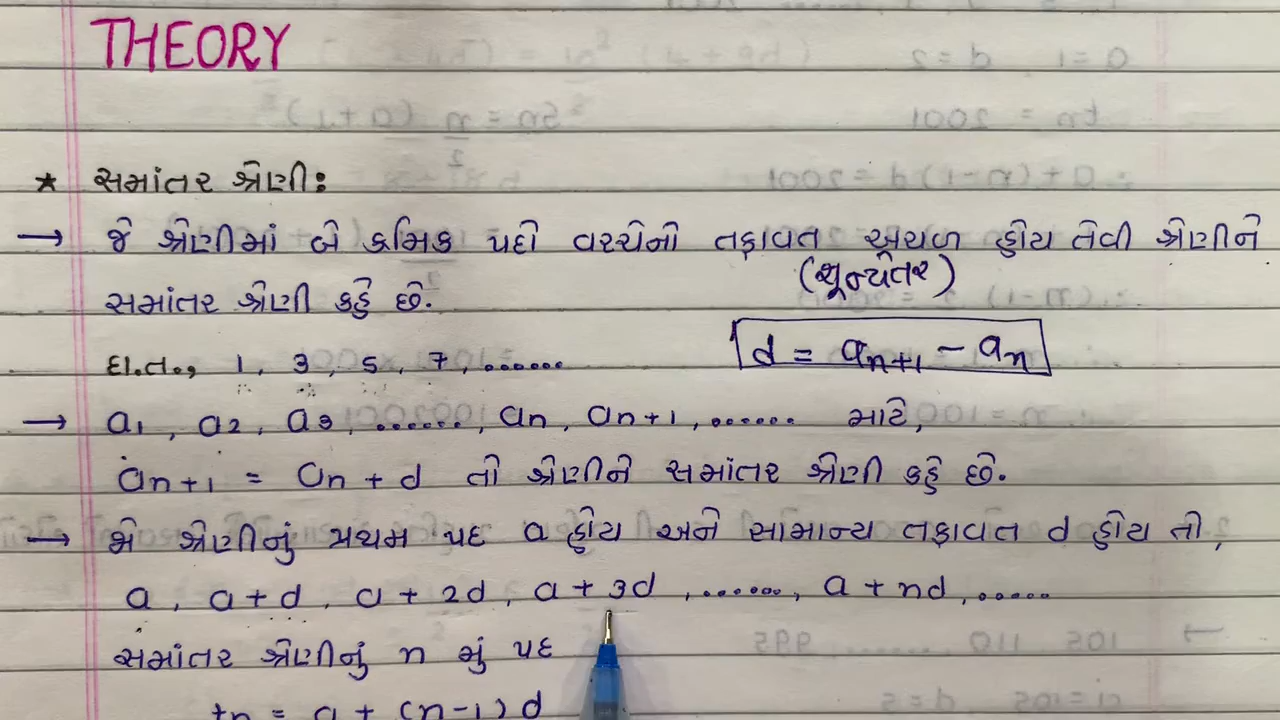 THEORY
★ સમાંતર શ્રેણી:
→ જે શ્રેણીમાં બે ક્રમિક પદો વચ્ચેનો તફાવત અચળ હોય તેવી શ્રેણીને
(શૂન્યેતર)
સમાંતર શ્રેણી કહે છે.
d = an+1 − an
દા.ત., 1, 3, 5, 7, ......
→ a1, a2, a3, ......, an, an+1, ...... માટે,
an+1 = an + d તો શ્રેણીને સમાંતર શ્રેણી કહે છે.
→ જો શ્રેણીનું પ્રથમ પદ a હોય અને સામાન્ય તફાવત d હોય તો,
a, a+d, a + 2d, a + 3d, ......, a + nd, .....
સમાંતર શ્રેણીનું n મું પદ
tn = a + (n-1) d